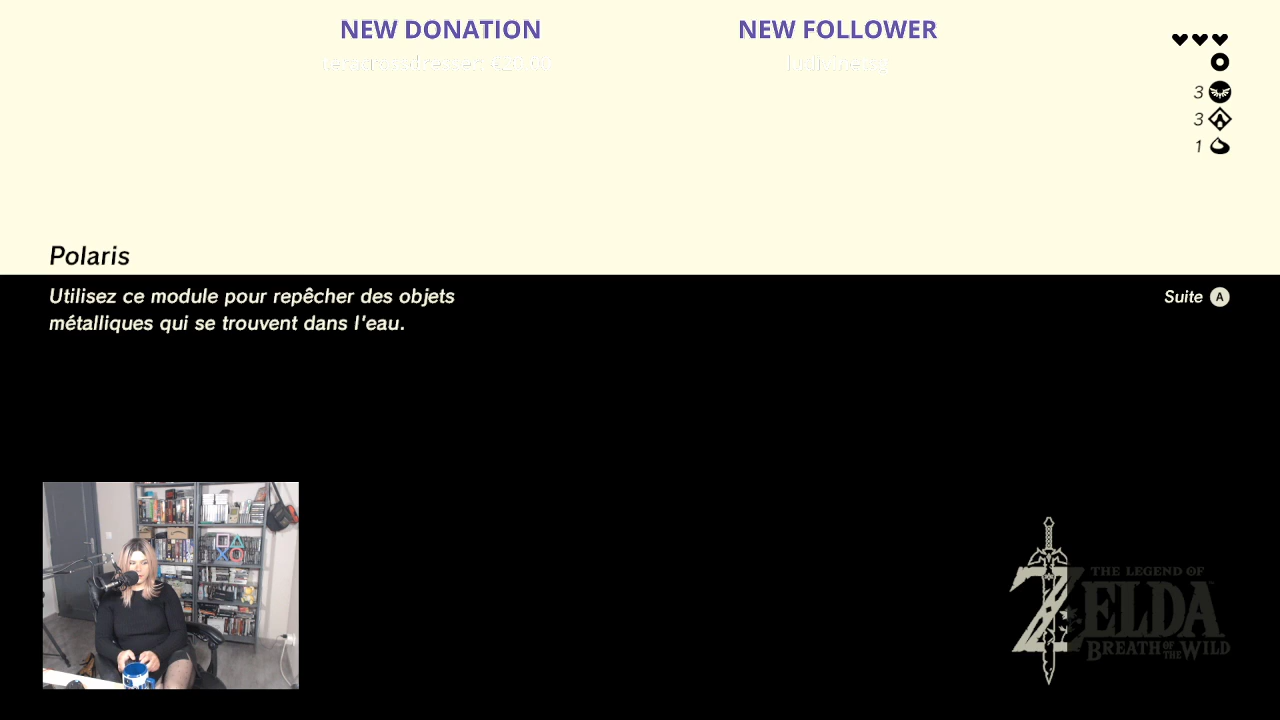 NEW DONATION
NEW FOLLOWER
3
3
1
Polaris
Utilisez ce module pour repêcher des objets
métalliques qui se trouvent dans l'eau.
Suite A
THE LEGEND OF
ZELDA
BREATH OF THE WILD